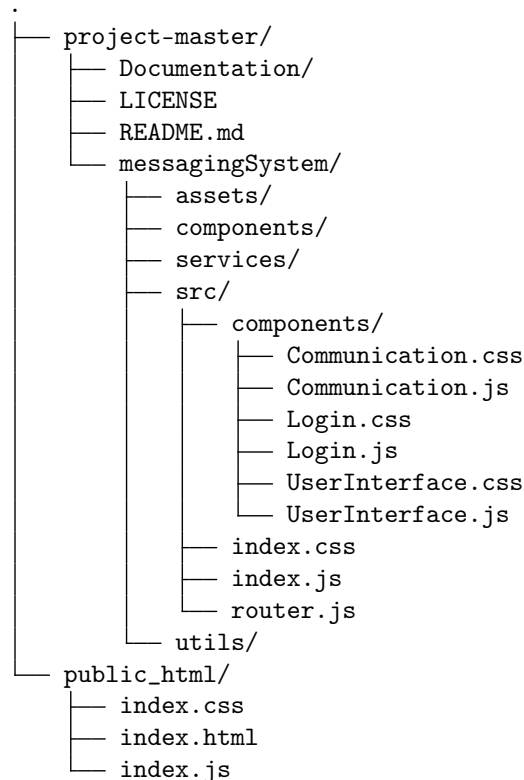 .
project-master/
Documentation/
LICENSE
README.md
messagingSystem/
assets/
components/
services/
src/
components/
Communication.css
Communication.js
Login.css
Login.js
UserInterface.css
UserInterface.js
index.css
index.js
router.js
utils/
public_html/
index.css
index.html
index.js